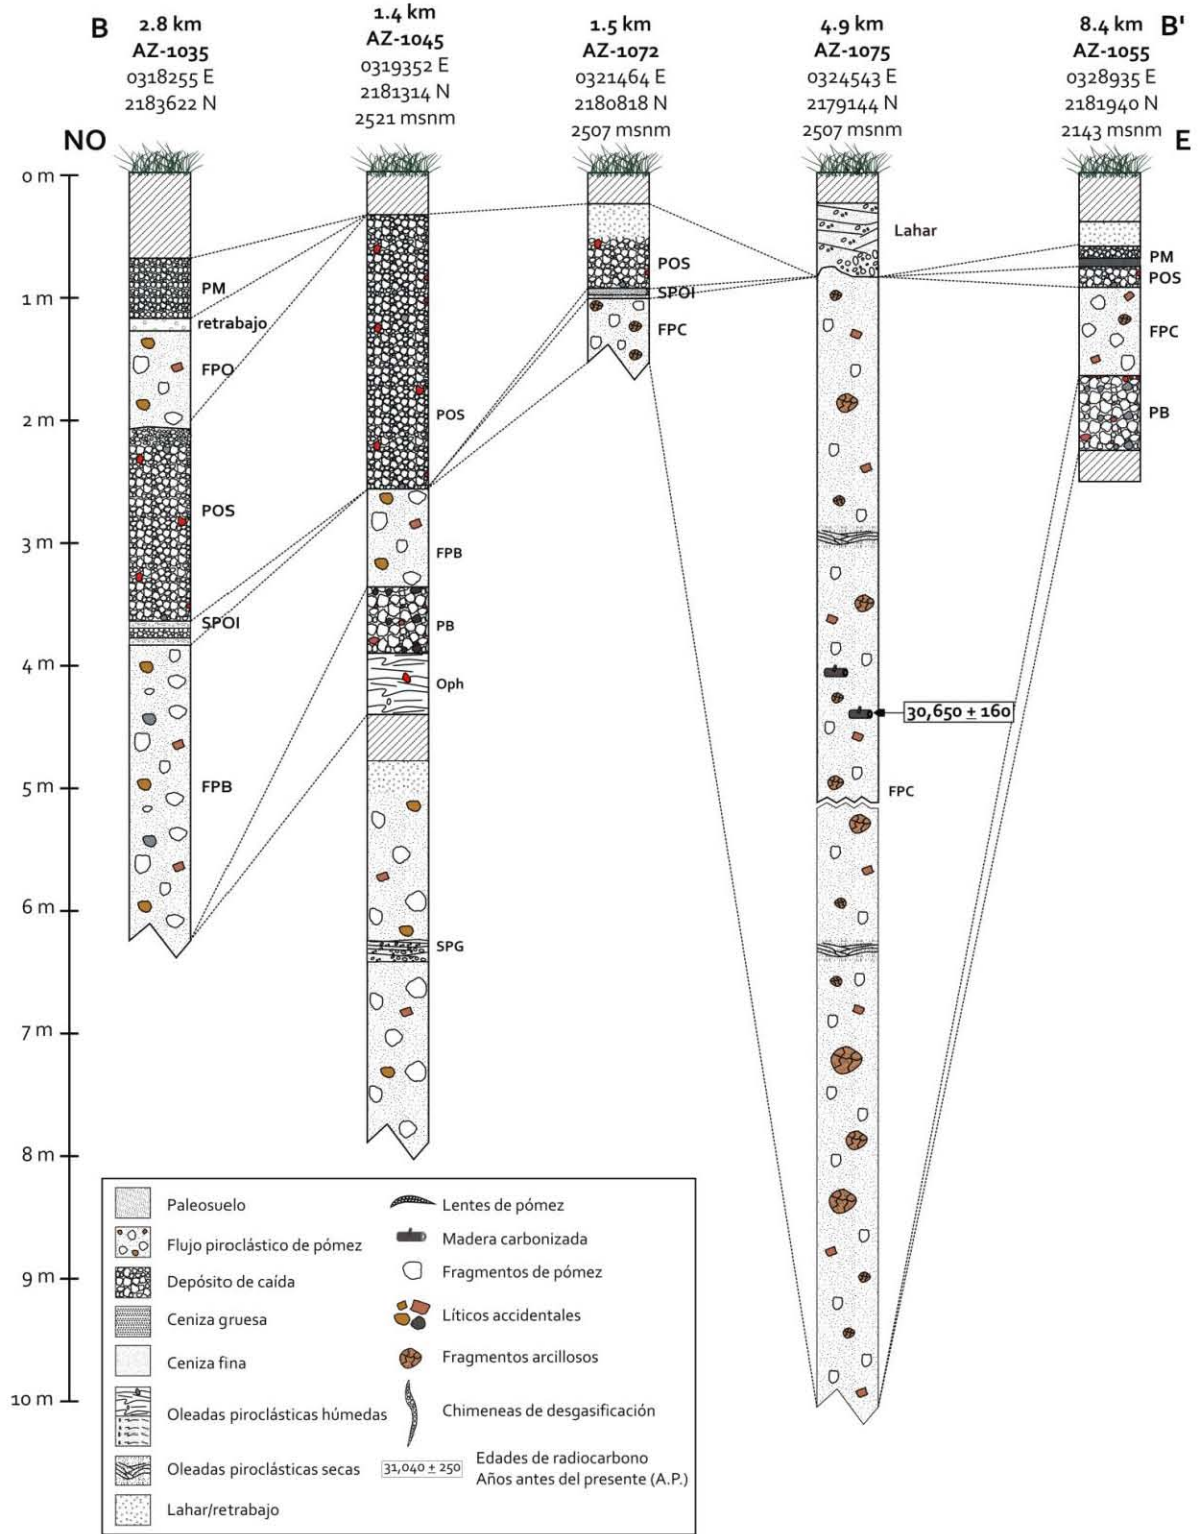 B
2.8 km
AZ-1035
0318255 E
2183622 N
1.4 km
AZ-1045
0319352 E
2181314 N
2521 msnm
1.5 km
AZ-1072
0321464 E
2180818 N
2507 msnm
4.9 km
AZ-1075
0324543 E
2179144 N
2507 msnm
8.4 km
AZ-1055
0328935 E
2181940 N
2143 msnm
B'
NO
E
0 m
1 m
2 m
3 m
4 m
5 m
6 m
7 m
8 m
9 m
10 m
PM
retrabajo
FPO
POS
SPOI
FPB
POS
FPB
PB
Oph
SPG
POS
SPOI
FPC
Lahar
30,650 ± 160
FPC
PM
POS
FPC
PB
Paleosuelo
Flujo piroclástico de pómez
Depósito de caída
Ceniza gruesa
Ceniza fina
Oleadas piroclásticas húmedas
Oleadas piroclásticas secas
Lahar/retrabajo
Lentes de pómez
Madera carbonizada
Fragmentos de pómez
Líticos accidentales
Fragmentos arcillosos
Chimeneas de desgasificación
31,040 ± 250
Edades de radiocarbono
Años antes del presente (A.P.)